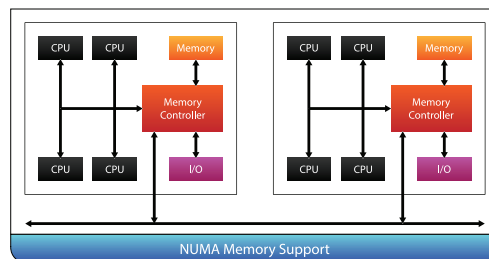 CPU CPU Memory
Memory
Controller
CPU CPU I/O
CPU CPU Memory
Memory
Controller
CPU CPU I/O
NUMA Memory Support